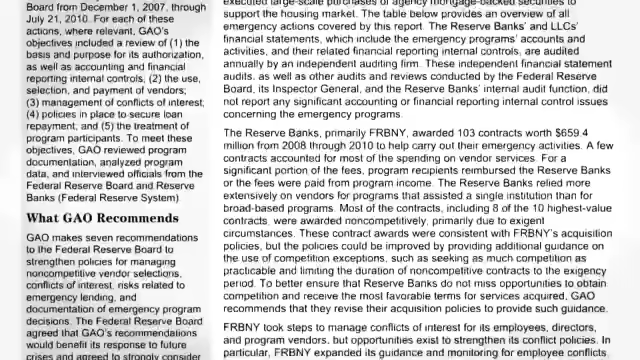 Board from December 1, 2007, through
July 21, 2010. For each of these
actions, where relevant, GAO's
objectives included a review of (1) the
basis and purpose for its authorization,
as well as accounting and financial
reporting internal controls; (2) the use,
selection, and payment of vendors;
(3) management of conflicts of interest;
(4) policies in place to secure loan
repayment; and (5) the treatment of
program participants. To meet these
objectives, GAO reviewed program
documentation, analyzed program
data, and interviewed officials from the
Federal Reserve Board and Reserve
Banks (Federal Reserve System)
What GAO Recommends
GAO makes seven recommendations
to the Federal Reserve Board to
strengthen policies for managing
noncompetitive vendor selections,
conflicts of interest, risks related to
emergency lending, and
documentation of emergency program
decisions. The Federal Reserve Board
agreed that GAO's recommendations
would benefit its response to future
crises and agreed to strongly consider
executed large-scale purchases of agency mortgage-backed securities to
support the housing market. The table below provides an overview of all
emergency actions covered by this report. The Reserve Banks' and LLCs'
financial statements, which include the emergency programs' accounts and
activities, and their related financial reporting internal controls, are audited
annually by an independent auditing firm. These independent financial statement
audits, as well as other audits and reviews conducted by the Federal Reserve
Board, its Inspector General, and the Reserve Banks' internal audit function, did
not report any significant accounting or financial reporting internal control issues
concerning the emergency programs.
The Reserve Banks, primarily FRBNY, awarded 103 contracts worth $659.4
million from 2008 through 2010 to help carry out their emergency activities. A few
contracts accounted for most of the spending on vendor services. For a
significant portion of the fees, program recipients reimbursed the Reserve Banks
or the fees were paid from program income. The Reserve Banks relied more
extensively on vendors for programs that assisted a single institution than for
broad-based programs. Most of the contracts, including 8 of the 10 highest-value
contracts, were awarded noncompetitively, primarily due to exigent
circumstances. These contract awards were consistent with FRBNY's acquisition
policies, but the policies could be improved by providing additional guidance on
the use of competition exceptions, such as seeking as much competition as
practicable and limiting the duration of noncompetitive contracts to the exigency
period. To better ensure that Reserve Banks do not miss opportunities to obtain
competition and receive the most favorable terms for services acquired, GAO
recommends that they revise their acquisition policies to provide such guidance.
FRBNY took steps to manage conflicts of interest for its employees, directors,
and program vendors, but opportunities exist to strengthen its conflict policies. In
particular, FRBNY expanded its guidance and monitoring for employee conflicts,